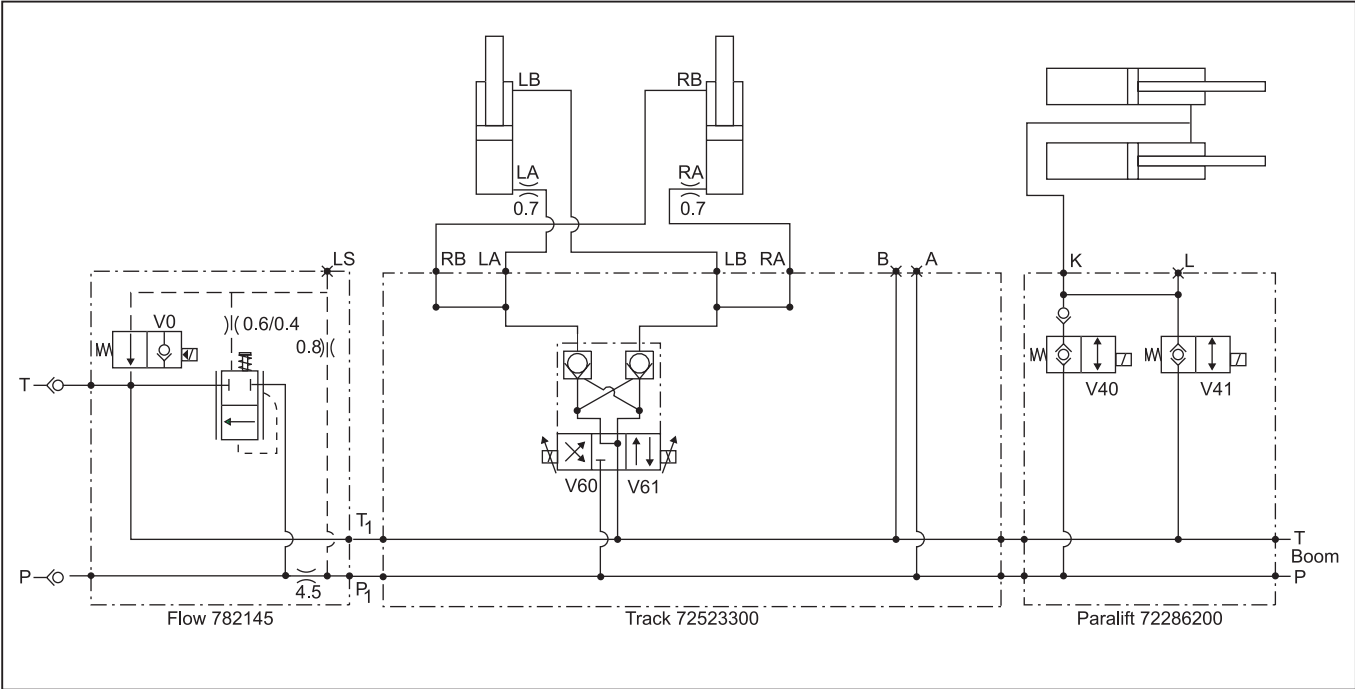 LB
RB
LA
0.7
RA
0.7
LS
RB
LA
LB
RA
B
A
K
L
V0
0.6/0.4
0.8
T
V40
V41
V60
V61
T1
T
Boom
P
4.5
P1
P
Flow 782145
Track 72523300
Paralift 72286200